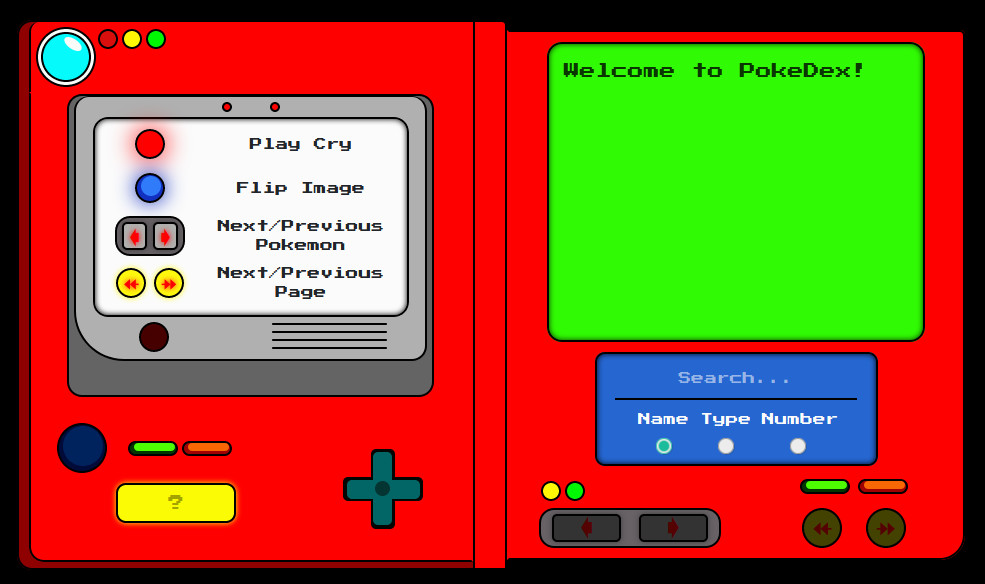 Play Cry
Flip Image
Next/Previous
Pokemon
Next/Previous
Page
?
Welcome to PokeDex!
Search...
Name Type Number